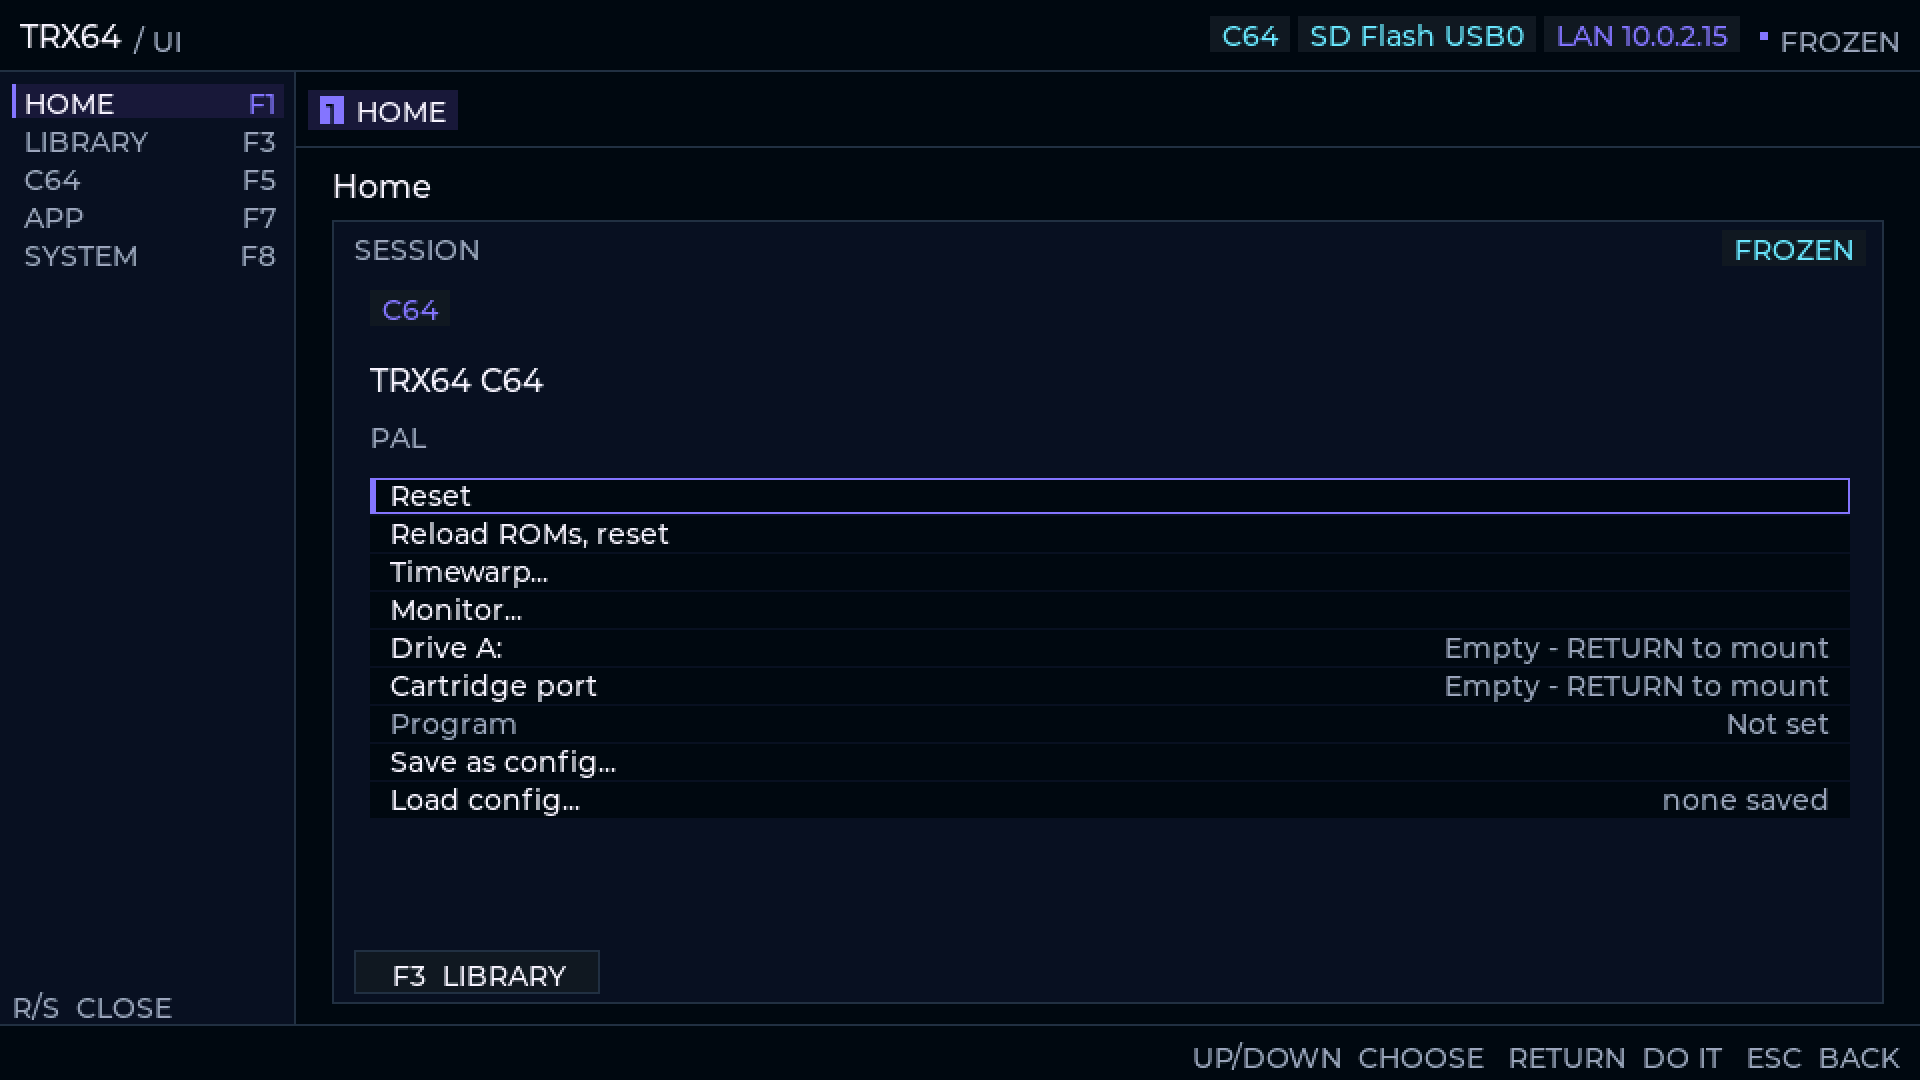 TRX64 / UI
C64 SD Flash USB0 LAN 10.0.2.15 FROZEN
HOME F1
LIBRARY F3
C64 F5
APP F7
SYSTEM F8
R/S CLOSE
1 HOME
Home
SESSION FROZEN
C64
TRX64 C64
PAL
Reset
Reload ROMs, reset
Timewarp...
Monitor...
Drive A: Empty - RETURN to mount
Cartridge port Empty - RETURN to mount
Program Not set
Save as config...
Load config... none saved
F3 LIBRARY
UP/DOWN CHOOSE RETURN DO IT ESC BACK